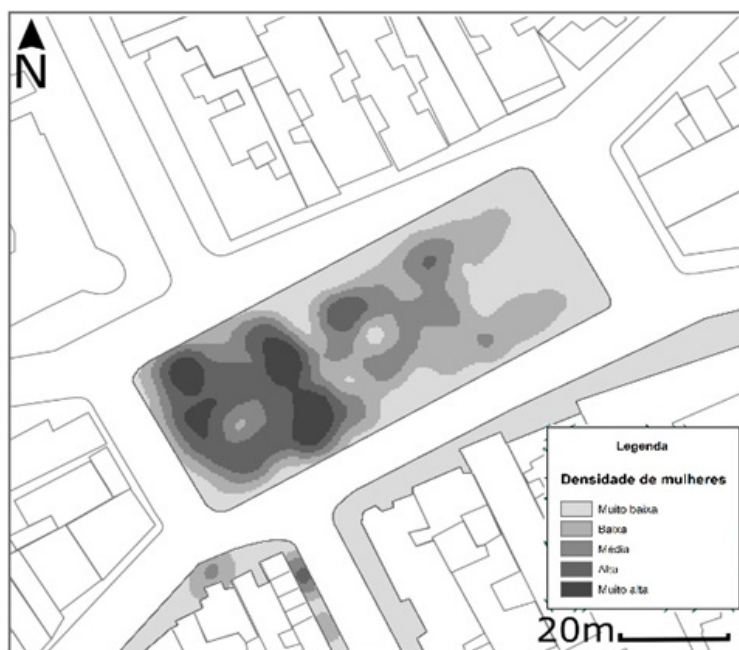 N
Legenda
Densidade de mulheres
Muito baixa
Baixa
Média
Alta
Muito alta
20m